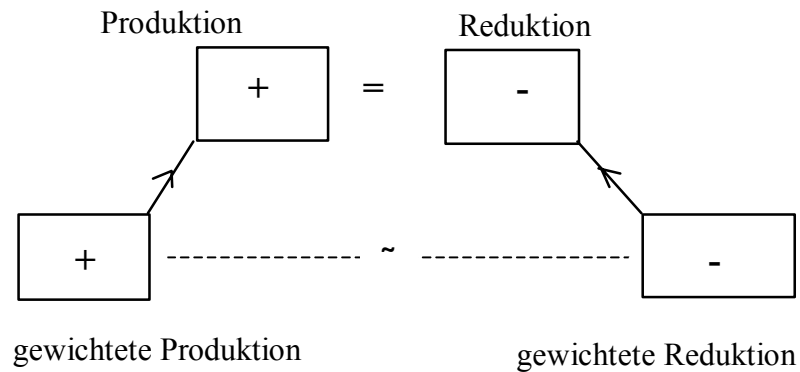 Produktion Reduktion
+ = -
+ ~ -
gewichtete Produktion gewichtete Reduktion